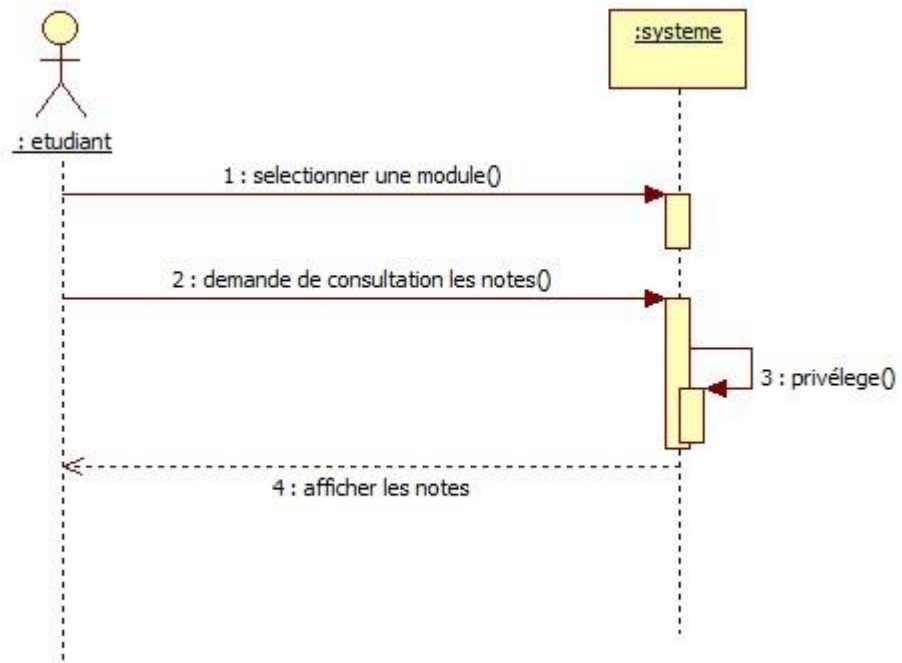 :systeme
: etudiant
1 : selectionner une module()
2 : demande de consultation les notes()
3 : privélege()
4 : afficher les notes